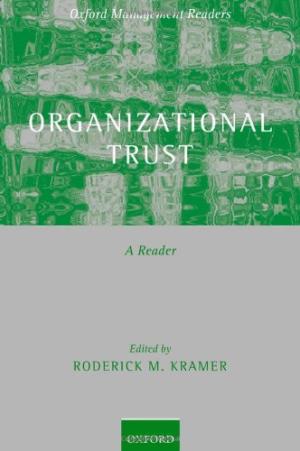 Oxford Management Readers
ORGANIZATIONAL
TRUST
A Reader
Edited by
RODERICK M. KRAMER
OXFORD